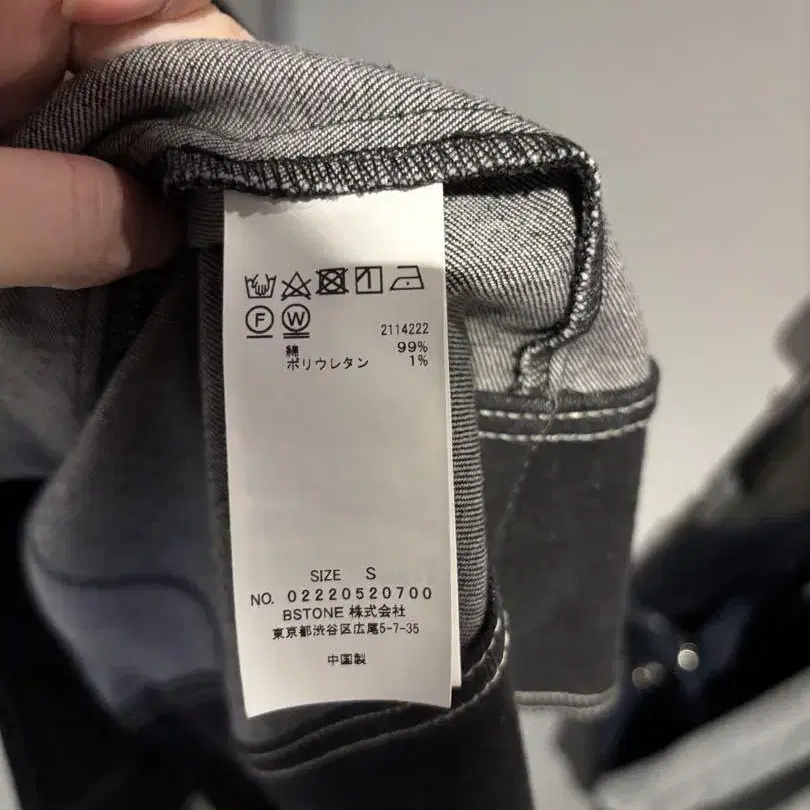 F W
2114222
綿 99%
ポリウレタン 1%
SIZE S
NO. 02220520700
BSTONE 株式会社
東京都渋谷区広尾5-7-35
中国製